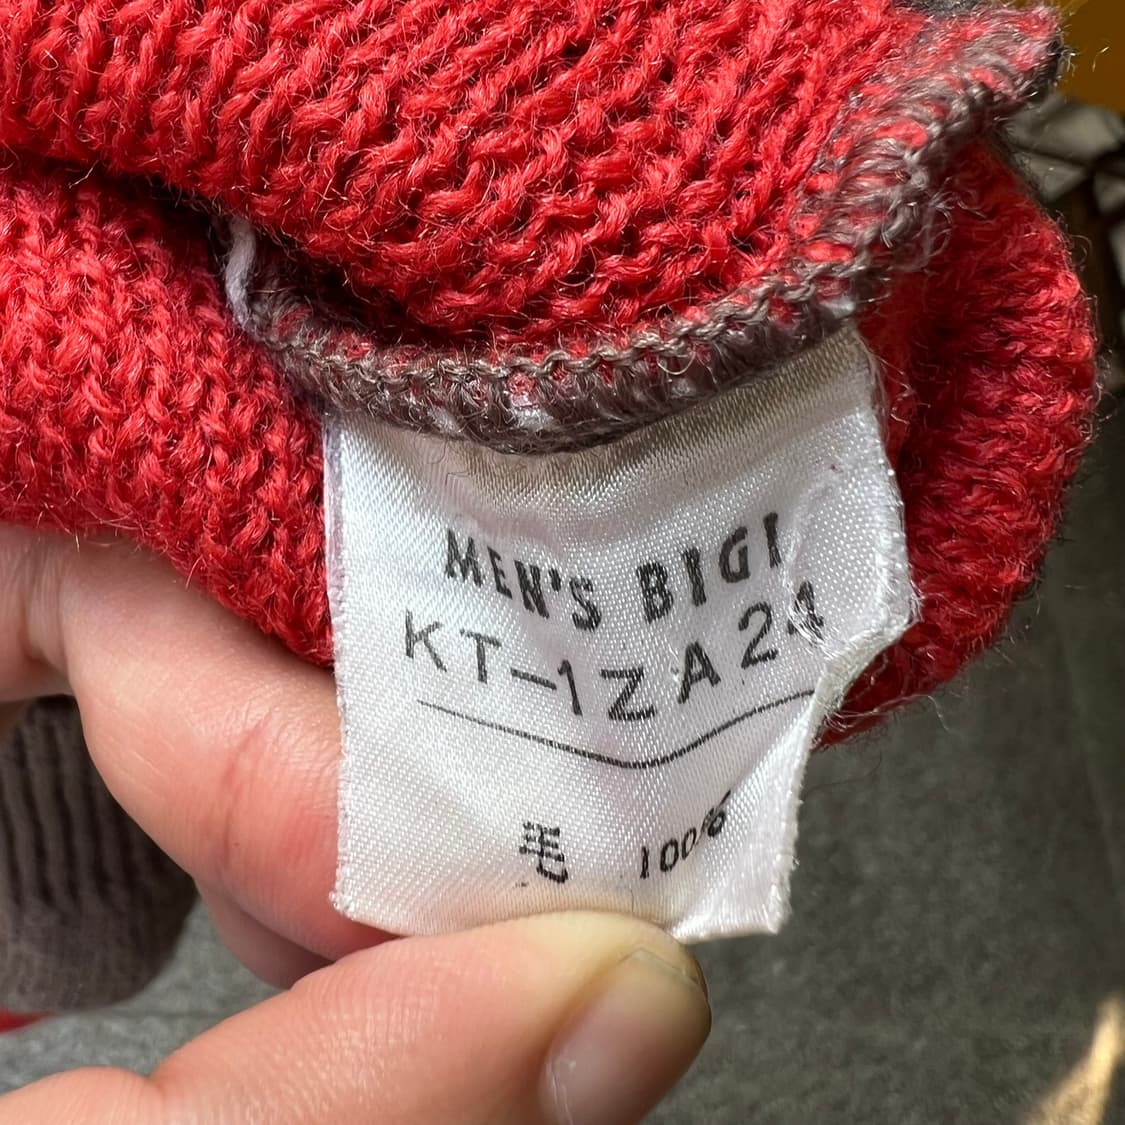 MEN'S BIGI
KT-1ZA24
毛 100%